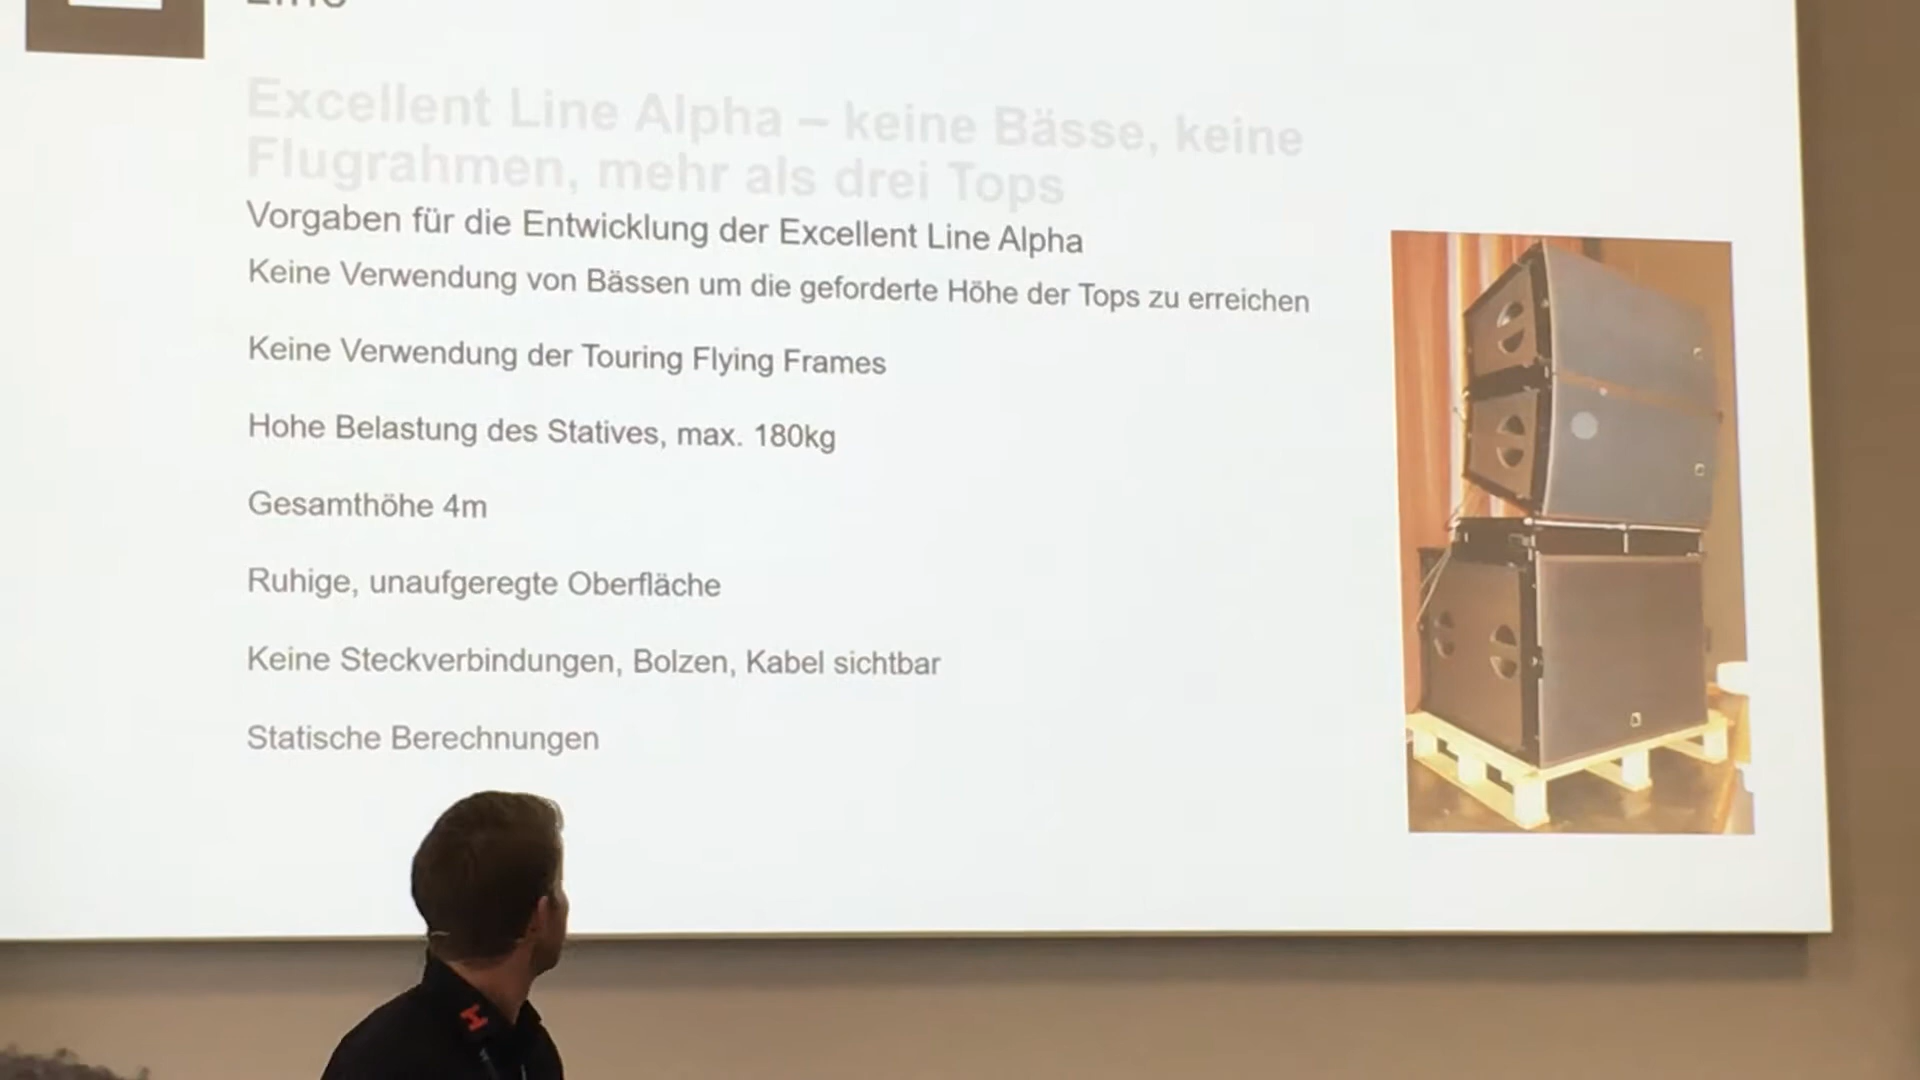 Line
Excellent Line Alpha – keine Bässe, keine
Flugrahmen, mehr als drei Tops
Vorgaben für die Entwicklung der Excellent Line Alpha
Keine Verwendung von Bässen um die geforderte Höhe der Tops zu erreichen
Keine Verwendung der Touring Flying Frames
Hohe Belastung des Statives, max. 180kg
Gesamthöhe 4m
Ruhige, unaufgeregte Oberfläche
Keine Steckverbindungen, Bolzen, Kabel sichtbar
Statische Berechnungen